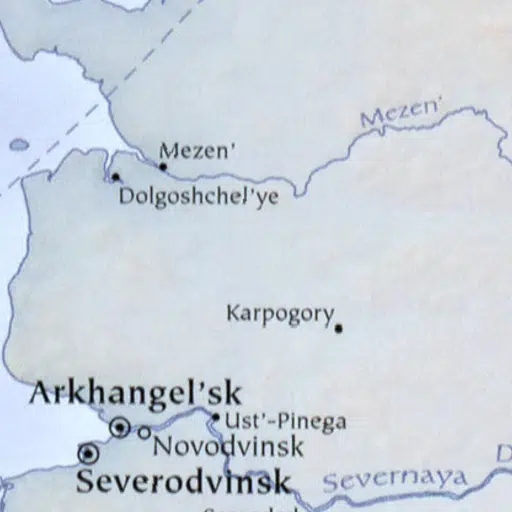 Mezen'
Mezen'
Dolgoshchel'ye
Karpogory
Arkhangel'sk
Ust'-Pinega
Novodvinsk
Severodvinsk
Severnaya D